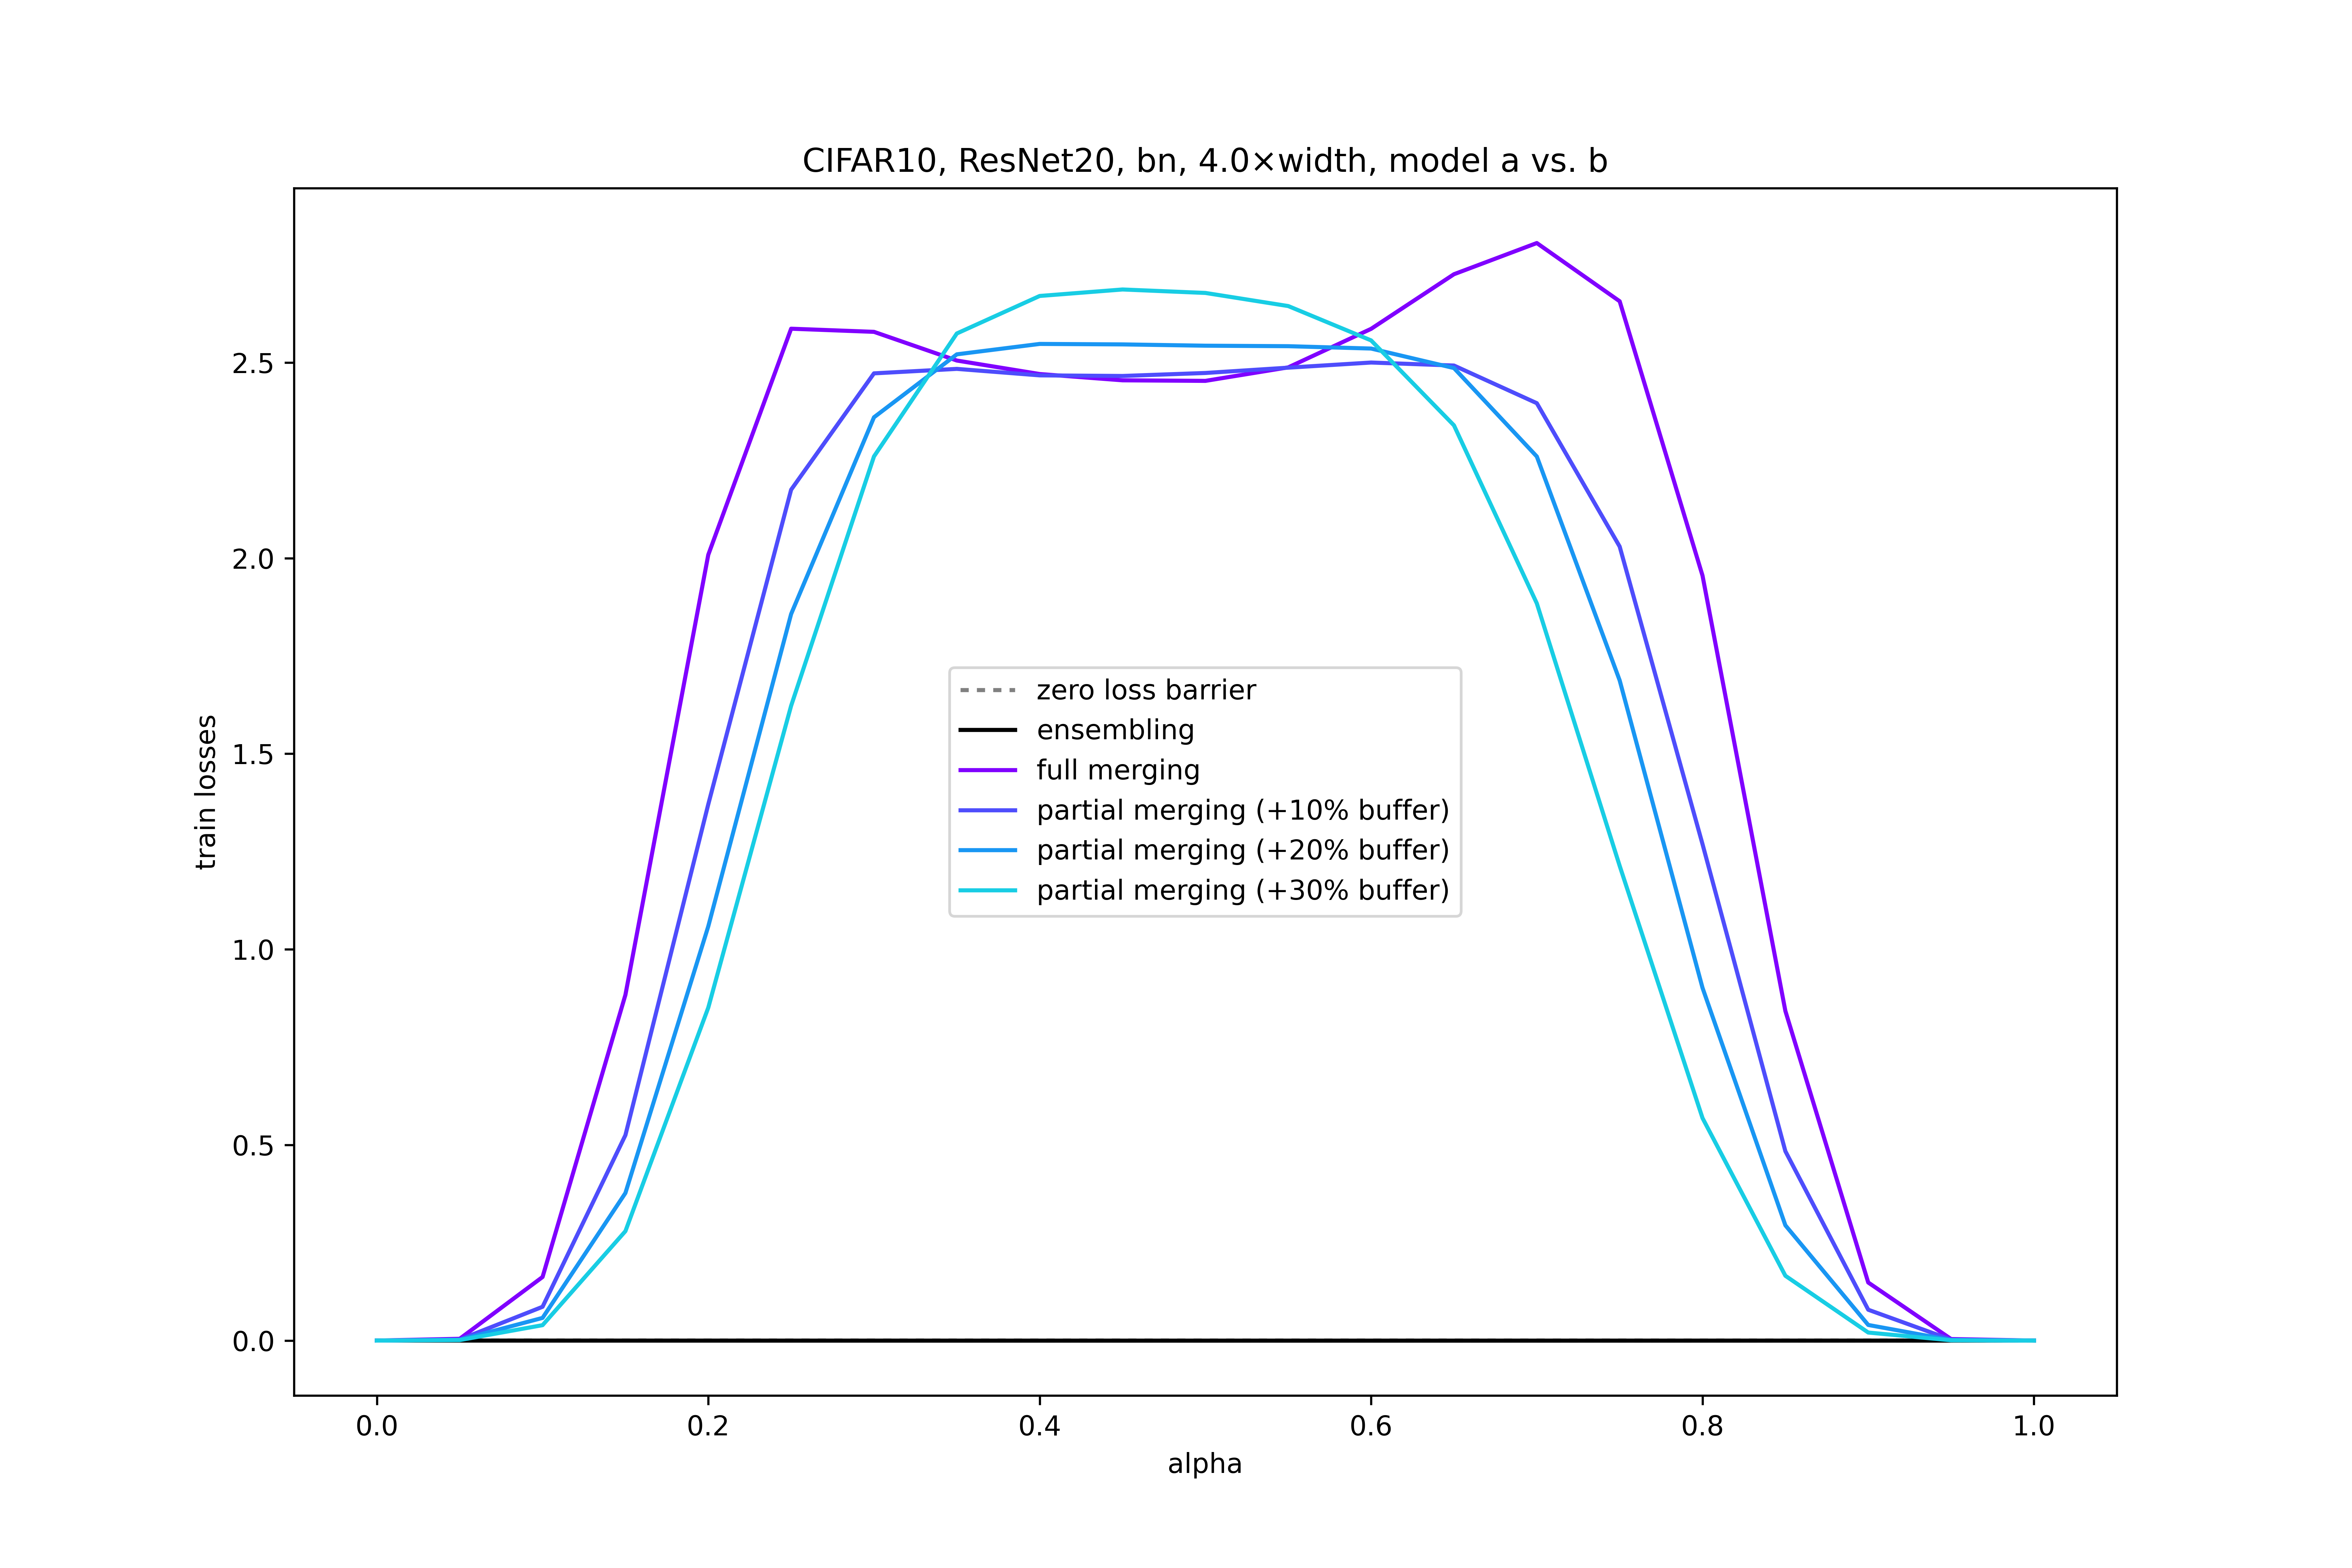 CIFAR10, ResNet20, bn, 4.0×width, model a vs. b
train losses
2.5
2.0
1.5
1.0
0.5
0.0
zero loss barrier
ensembling
full merging
partial merging (+10% buffer)
partial merging (+20% buffer)
partial merging (+30% buffer)
0.0 0.2 0.4 0.6 0.8 1.0
alpha